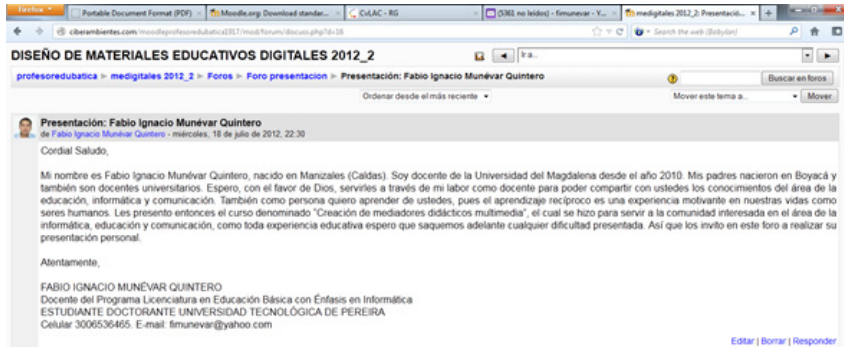 Firefox
Portable Document Format (PDF)
Moodle.org: Download standar...
CvLAC - RG
(5361 no leídos) - fimunevar - Y...
medigitales 2012_2: Presentació...
ciberambientes.com/moodleprofesoredubatica1917/mod/forum/discuss.php?d=16
Search the web (Babylon)
DISEÑO DE MATERIALES EDUCATIVOS DIGITALES 2012_2
Ir a...
profesoredubatica ► medigitales 2012_2 ► Foros ► Foro presentacion ► Presentación: Fabio Ignacio Munévar Quintero
Buscar en foros
Ordenar desde el más reciente
Mover este tema a...
Mover
Presentación: Fabio Ignacio Munévar Quintero
de Fabio Ignacio Munévar Quintero - miércoles, 18 de julio de 2012, 22:30
Cordial Saludo,
Mi nombre es Fabio Ignacio Munévar Quintero, nacido en Manizales (Caldas). Soy docente de la Universidad del Magdalena desde el año 2010. Mis padres nacieron en Boyacá y
también son docentes universitarios. Espero, con el favor de Dios, servirles a través de mi labor como docente para poder compartir con ustedes los conocimientos del área de la
educación, informática y comunicación. También como persona quiero aprender de ustedes, pues el aprendizaje recíproco es una experiencia motivante en nuestras vidas como
seres humanos. Les presento entonces el curso denominado "Creación de mediadores didácticos multimedia", el cual se hizo para servir a la comunidad interesada en el área de la
informática, educación y comunicación, como toda experiencia educativa espero que saquemos adelante cualquier dificultad presentada. Así que los invito en este foro a realizar su
presentación personal.
Atentamente,
FABIO IGNACIO MUNÉVAR QUINTERO
Docente del Programa Licenciatura en Educación Básica con Énfasis en Informática
ESTUDIANTE DOCTORANTE UNIVERSIDAD TECNOLÓGICA DE PEREIRA
Celular 3006536465. E-mail: fimunevar@yahoo.com
Editar | Borrar | Responder